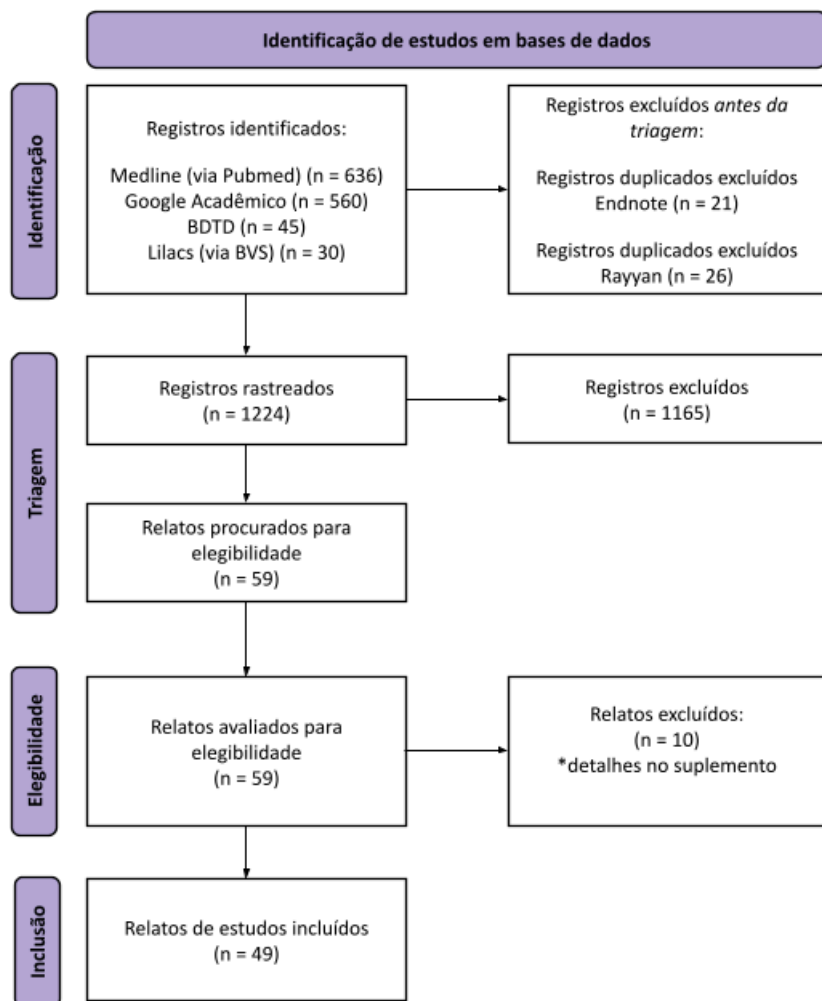 Identificação de estudos em bases de dados
Identificação
Registros identificados:
Medline (via Pubmed) (n = 636)
Google Acadêmico (n = 560)
BDTD (n = 45)
Lilacs (via BVS) (n = 30)
Registros excluídos antes da
triagem:
Registros duplicados excluídos
Endnote (n = 21)
Registros duplicados excluídos
Rayyan (n = 26)
Triagem
Registros rastreados
(n = 1224)
Registros excluídos
(n = 1165)
Relatos procurados para
elegibilidade
(n = 59)
Elegibilidade
Relatos avaliados para
elegibilidade
(n = 59)
Relatos excluídos:
(n = 10)
*detalhes no suplemento
Inclusão
Relatos de estudos incluídos
(n = 49)